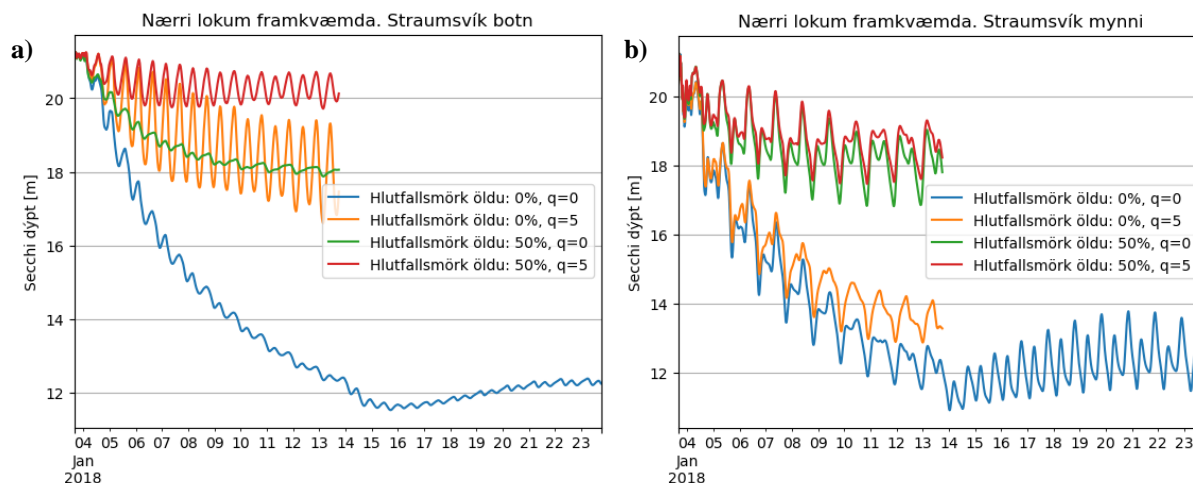 a)
Nærri lokum framkvæmda. Straumsvík botn
Secchi dýpt [m]
20
18
16
14
12
Hlutfallsmörk öldu: 0%, q=0
Hlutfallsmörk öldu: 0%, q=5
Hlutfallsmörk öldu: 50%, q=0
Hlutfallsmörk öldu: 50%, q=5
04 05 06 07 08 09 10 11 12 13 14 15 16 17 18 19 20 21 22 23
Jan
2018
b)
Nærri lokum framkvæmda. Straumsvík mynni
Secchi dýpt [m]
20
18
16
14
12
Hlutfallsmörk öldu: 0%, q=0
Hlutfallsmörk öldu: 0%, q=5
Hlutfallsmörk öldu: 50%, q=0
Hlutfallsmörk öldu: 50%, q=5
04 05 06 07 08 09 10 11 12 13 14 15 16 17 18 19 20 21 22 23
Jan
2018